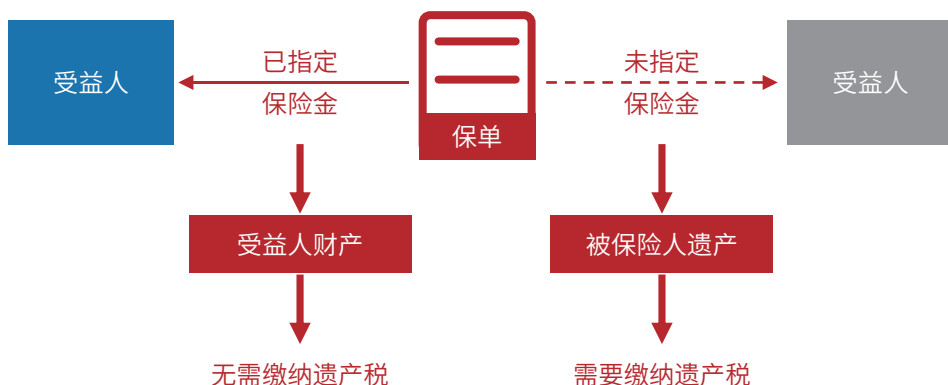 受益人
已指定
保险金
保单
未指定
保险金
受益人
受益人财产
被保险人遗产
无需缴纳遗产税
需要缴纳遗产税